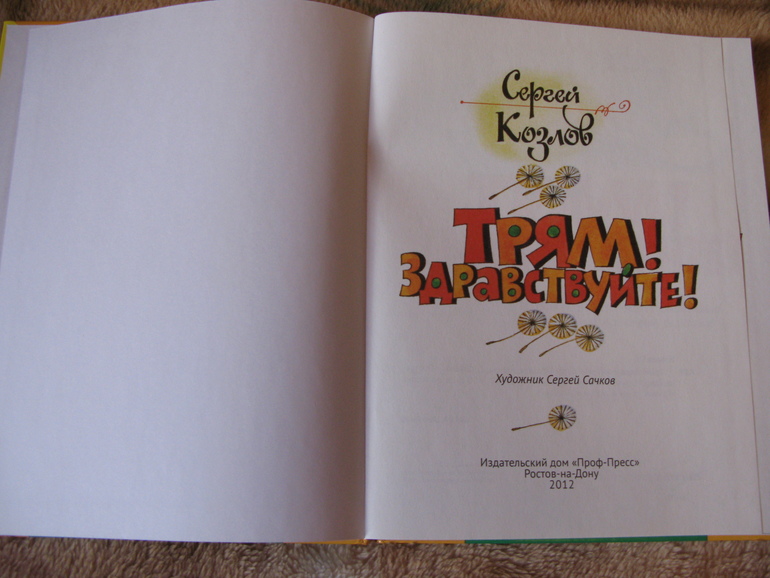 Сергей
Козлов
ТРЯМ!
ЗДРАВСТВУЙТЕ!
Художник Сергей Сачков
Издательский дом «Проф-Пресс»
Ростов-на-Дону
2012